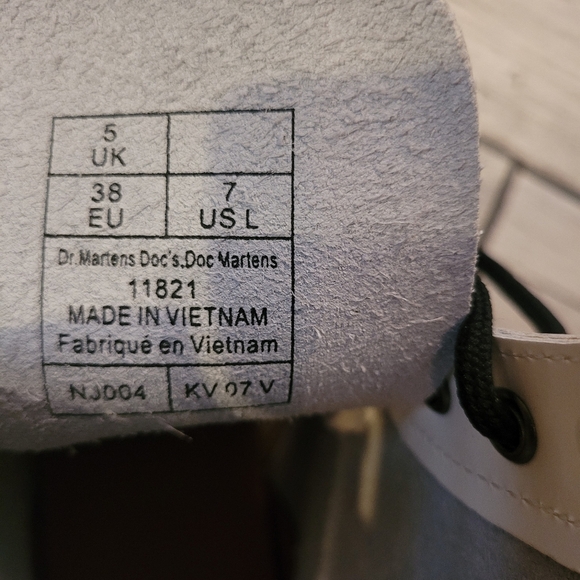 5
UK
38
EU
7
US L
Dr.Martens Doc's.Doc Martens
11821
MADE IN VIETNAM
Fabriqué en Vietnam
NJD04
KV 07 V